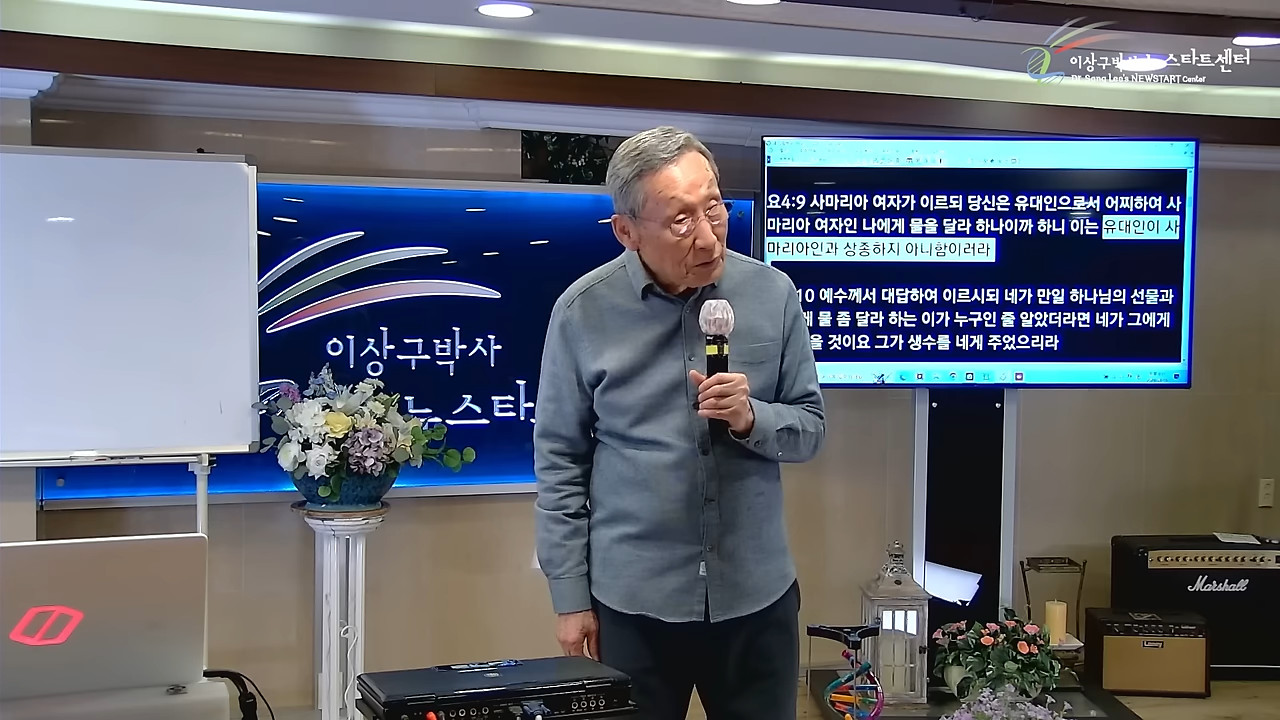 이상구박사 뉴스타트센터
Dr. Sang Lee's NEWSTART Center
요4:9 사마리아 여자가 이르되 당신은 유대인으로서 어찌하여 사
마리아 여자인 나에게 물을 달라 하나이까 하니 이는 유대인이 사
마리아인과 상종하지 아니함이러라
10 예수께서 대답하여 이르시되 네가 만일 하나님의 선물과
물 좀 달라 하는 이가 누구인 줄 알았더라면 네가 그에게
것이요 그가 생수를 네게 주었으리라
이상구박사
뉴스타
Marshall
Laney